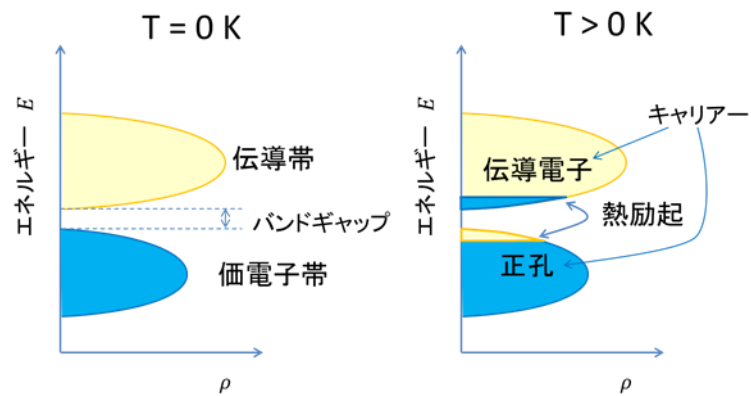 T = 0 K
エネルギー E
伝導帯
バンドギャップ
価電子帯
ρ
T > 0 K
エネルギー E
キャリアー
伝導電子
熱励起
正孔
ρ